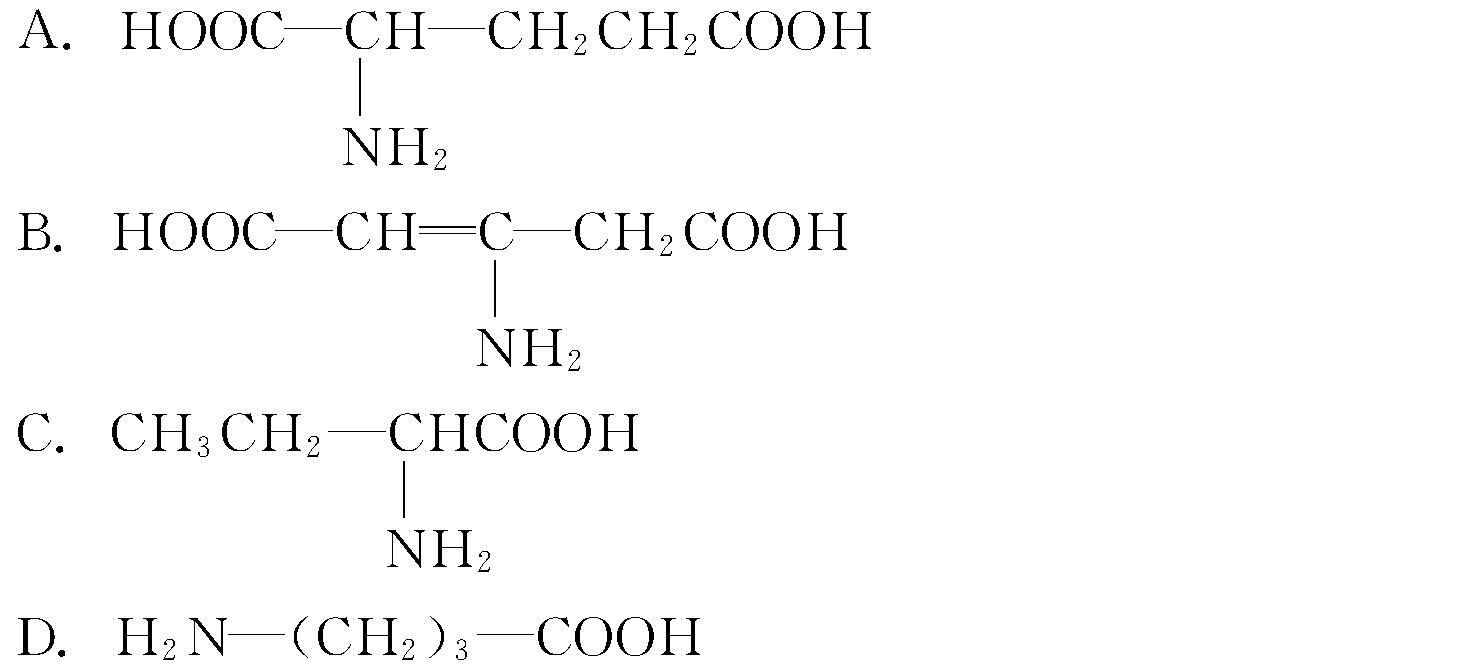 A. HOOC—CH—CH₂CH₂COOH
NH₂
B. HOOC—CH=C—CH₂COOH
NH₂
C. CH₃CH₂—CHCOOH
NH₂
D. H₂N—(CH₂)₃—COOH